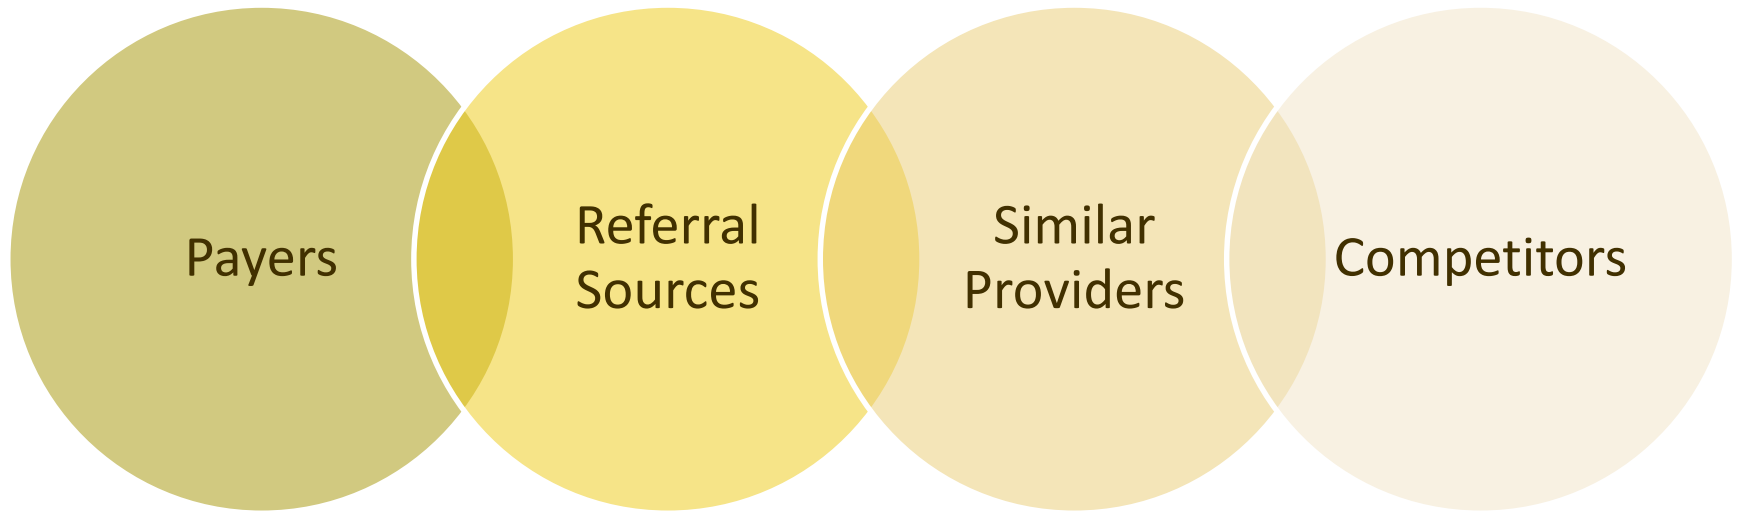 Payers
Referral
Sources
Similar
Providers
Competitors